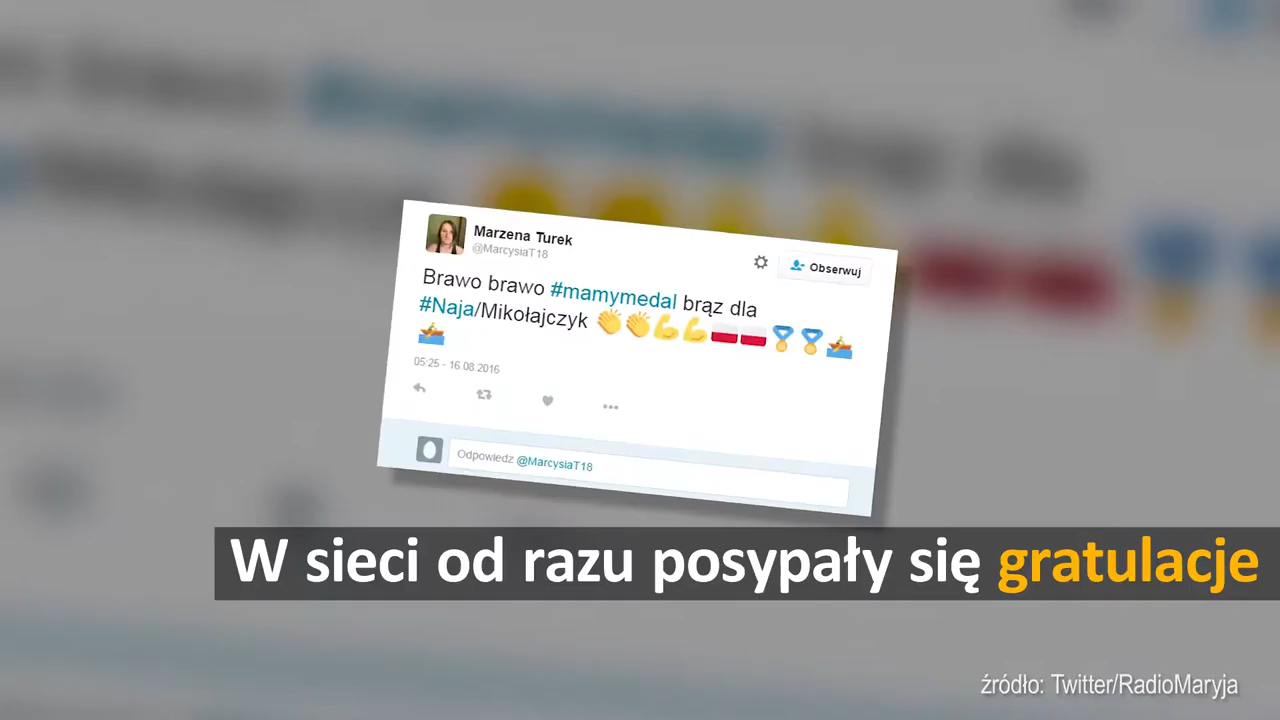 Marzena Turek
@MarcysiaT18
Obserwuj
Brawo brawo #mamymedal brąz dla
#Naja/Mikołajczyk 👏👏💪💪🇵🇱🇵🇱🏅🏅🚣
🚣
05:25 - 16.08.2016
Odpowiedz @MarcysiaT18
W sieci od razu posypały się gratulacje
źródło: Twitter/RadioMaryja